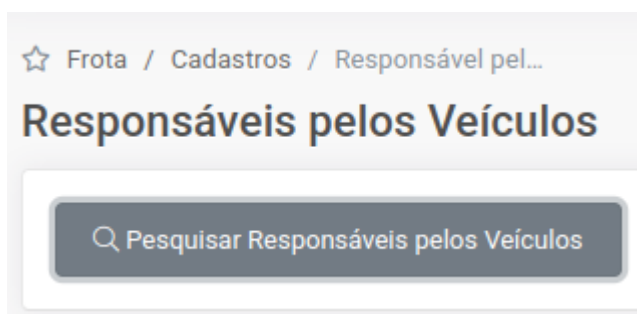 Frota / Cadastros / Responsável pel...
Responsáveis pelos Veículos
Pesquisar Responsáveis pelos Veículos